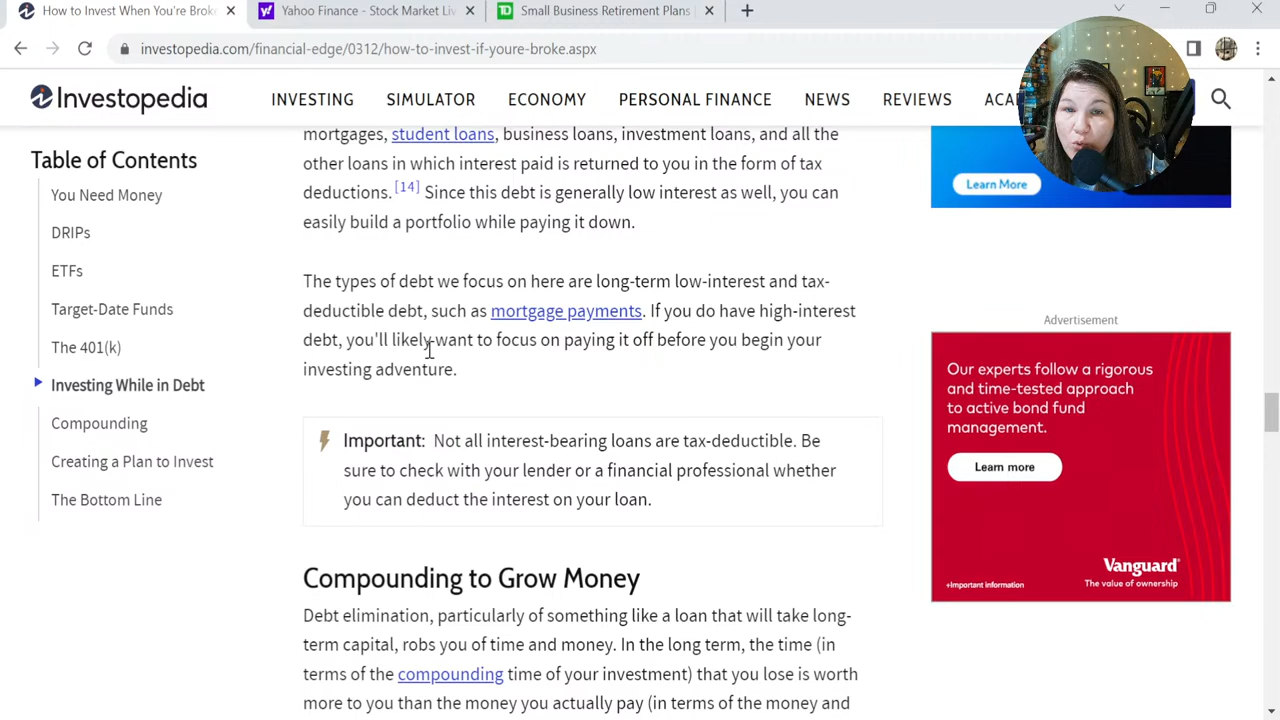 How to Invest When You're Broke
Yahoo Finance - Stock Market Liv
Small Business Retirement Plans
investopedia.com/financial-edge/0312/how-to-invest-if-youre-broke.aspx
Investopedia
INVESTING
SIMULATOR
ECONOMY
PERSONAL FINANCE
NEWS
REVIEWS
ACA
Table of Contents
You Need Money
DRIPs
ETFs
Target-Date Funds
The 401(k)
Investing While in Debt
Compounding
Creating a Plan to Invest
The Bottom Line
mortgages, student loans, business loans, investment loans, and all the
other loans in which interest paid is returned to you in the form of tax
deductions. [14] Since this debt is generally low interest as well, you can
easily build a portfolio while paying it down.
The types of debt we focus on here are long-term low-interest and tax-
deductible debt, such as mortgage payments. If you do have high-interest
debt, you'll likely want to focus on paying it off before you begin your
investing adventure.
Important: Not all interest-bearing loans are tax-deductible. Be
sure to check with your lender or a financial professional whether
you can deduct the interest on your loan.
Compounding to Grow Money
Debt elimination, particularly of something like a loan that will take long-
term capital, robs you of time and money. In the long term, the time (in
terms of the compounding time of your investment) that you lose is worth
more to you than the money you actually pay (in terms of the money and
Learn More
Advertisement
Our experts follow a rigorous
and time-tested approach
to active bond fund
management.
Learn more
Vanguard
+Important information
The value of ownership